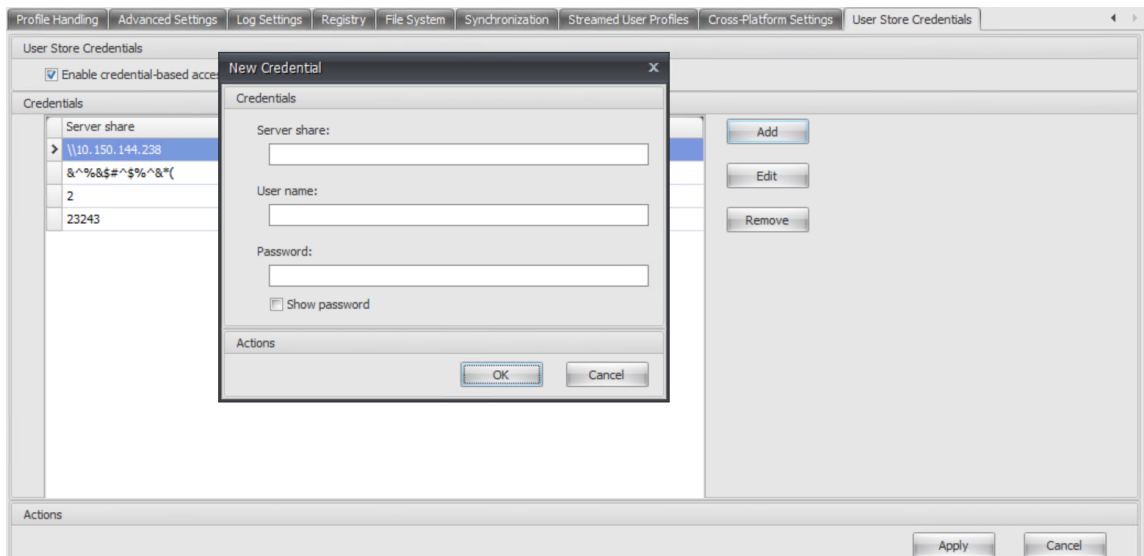 Profile Handling Advanced Settings Log Settings Registry File System Synchronization Streamed User Profiles Cross-Platform Settings User Store Credentials
User Store Credentials
Enable credential-based
New Credential
x
Credentials
Credentials
Server share
Server share:
Add
\\10.150.144.238
&^%&$#^$%^&*(
Edit
User name:
2
23243
Remove
Password:
Show password
Actions
OK Cancel
Actions
Apply Cancel